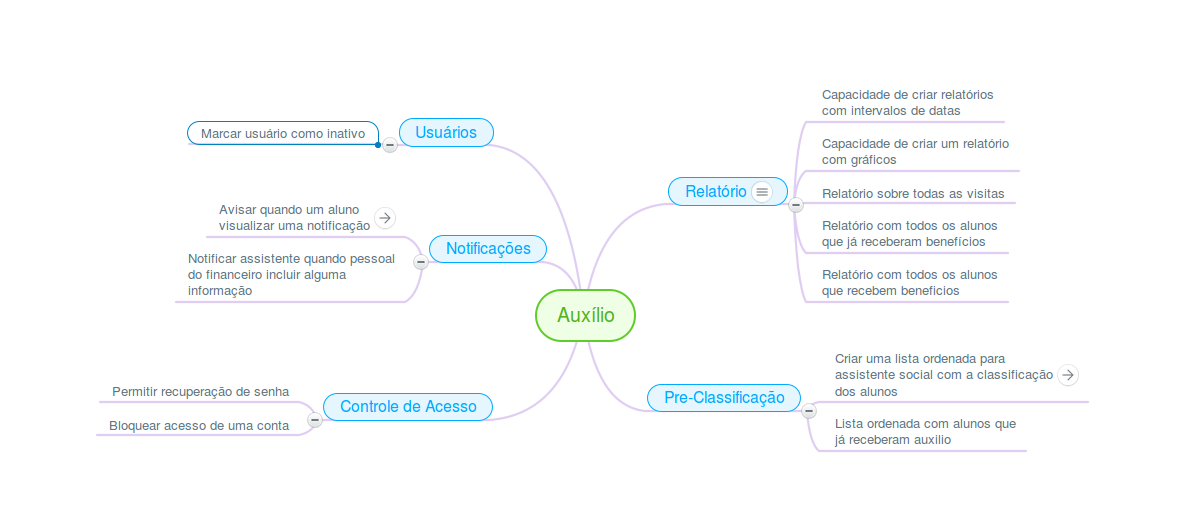 Usuários
Marcar usuário como inativo
Notificações
Avisar quando um aluno
visualizar uma notificação
Notificar assistente quando pessoal
do financeiro incluir alguma
informação
Controle de Acesso
Permitir recuperação de senha
Bloquear acesso de uma conta
Auxílio
Relatório
Capacidade de criar relatórios
com intervalos de datas
Capacidade de criar um relatório
com gráficos
Relatório sobre todas as visitas
Relatório com todos os alunos
que já receberam benefícios
Relatório com todos os alunos
que recebem beneficios
Pre-Classificação
Criar uma lista ordenada para
assistente social com a classificação
dos alunos
Lista ordenada com alunos que
já receberam auxilio